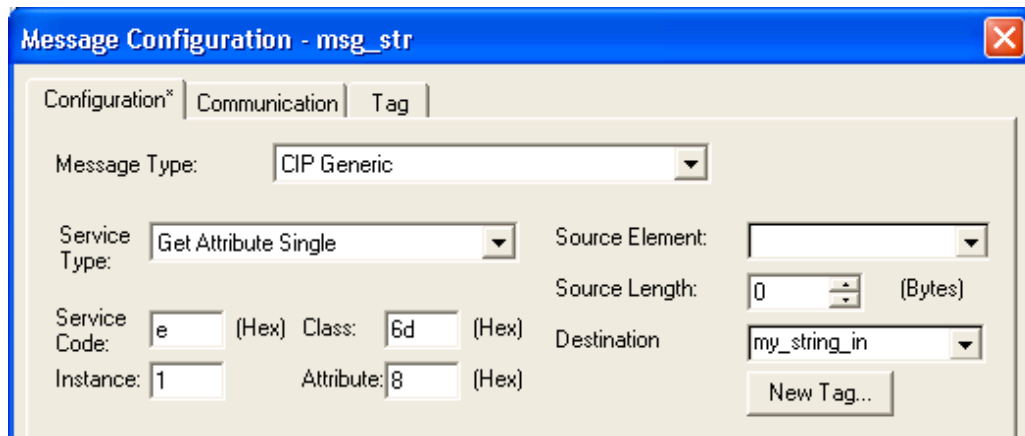 Message Configuration - msg_str
Configuration* Communication Tag
Message Type: CIP Generic
Service Type: Get Attribute Single
Source Element:
Source Length: 0 (Bytes)
Service Code: e (Hex) Class: 6d (Hex)
Destination my_string_in
Instance: 1 Attribute: 8 (Hex)
New Tag...